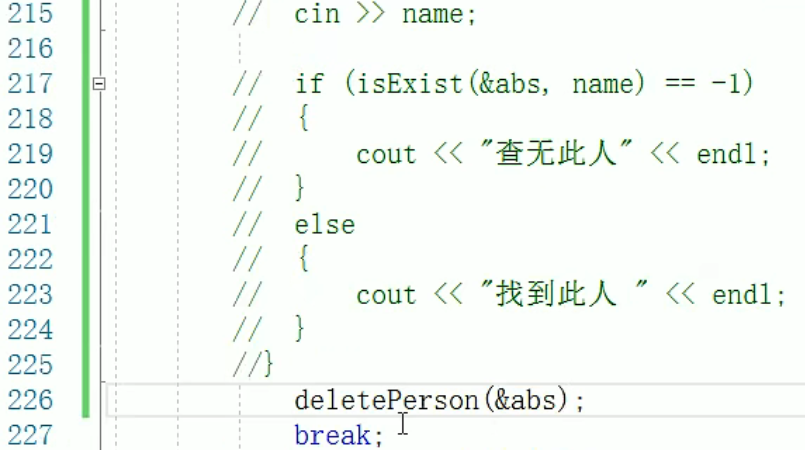 215 // cin >> name;
216
217 // if (isExist(&abs, name) == -1)
218 // {
219 // cout << "查无此人" << endl;
220 // }
221 // else
222 // {
223 // cout << "找到此人 " << endl;
224 // }
225 //}
226 deletePerson(&abs);
227 break;